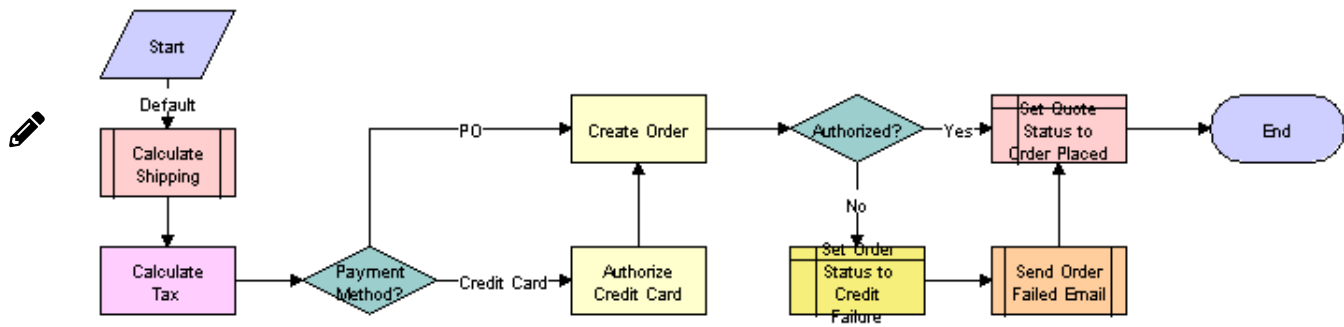 Start
Default
Calculate
Shipping
Calculate
Tax
Payment
Method?
PO
Credit Card
Create Order
Authorize
Credit Card
Authorized?
Yes
No
Set Order
Status to
Credit
Failure
Send Order
Failed Email
Set Quote
Status to
Order Placed
End